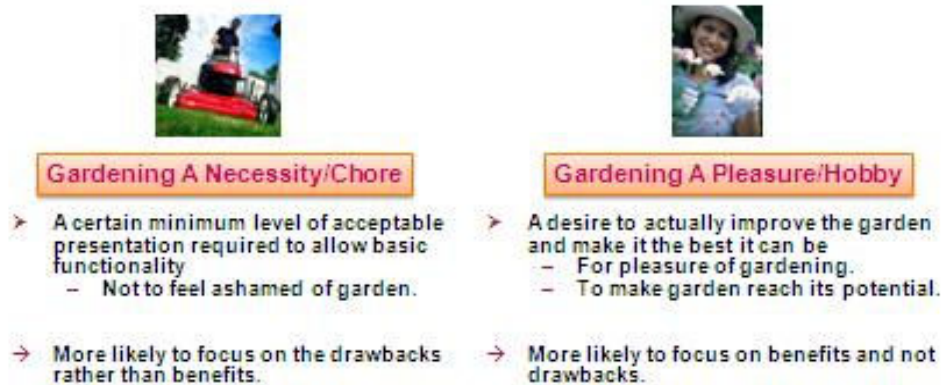 Gardening A Necessity/Chore
➢ A certain minimum level of acceptable
presentation required to allow basic
functionality
– Not to feel ashamed of garden.
→ More likely to focus on the drawbacks
rather than benefits.
Gardening A Pleasure/Hobby
➢ A desire to actually improve the garden
and make it the best it can be
– For pleasure of gardening.
– To make garden reach its potential.
→ More likely to focus on benefits and not
drawbacks.